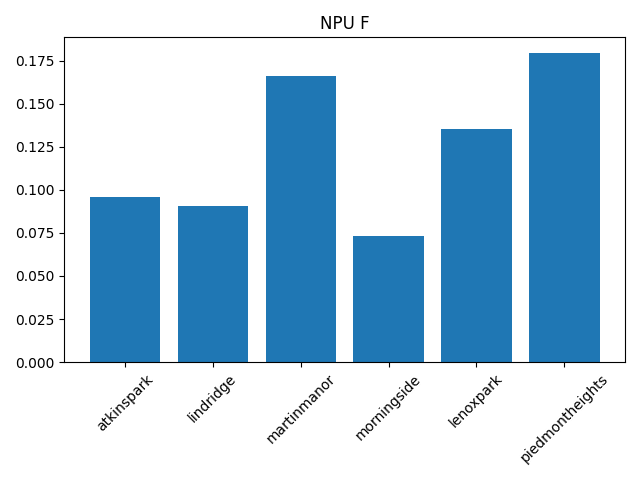 NPU F
0.175
0.150
0.125
0.100
0.075
0.050
0.025
0.000
atkinspark
lindridge
martinmanor
morningside
lenoxpark
piedmontheights